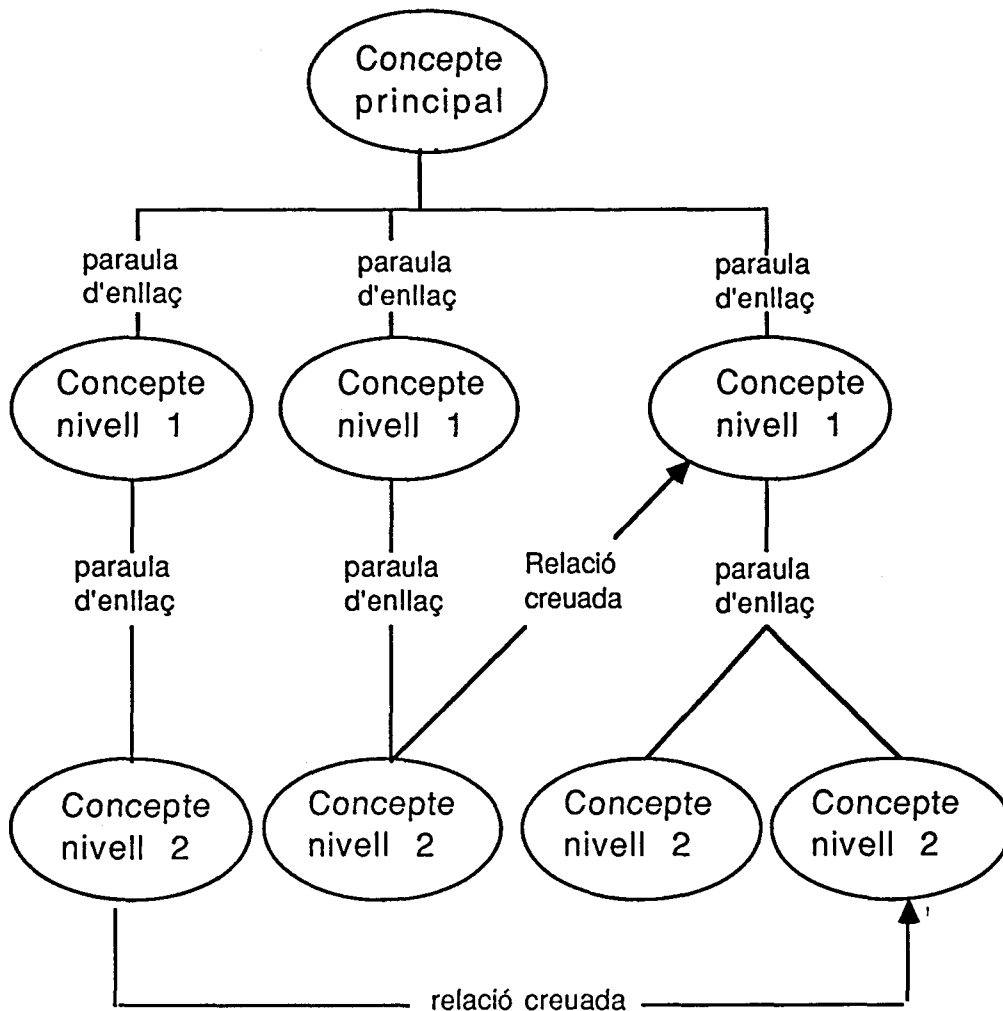 Concepte
principal
paraula
d'enllaç
paraula
d'enllaç
paraula
d'enllaç
Concepte
nivell 1
Concepte
nivell 1
Concepte
nivell 1
paraula
d'enllaç
paraula
d'enllaç
Relació
creuada
paraula
d'enllaç
Concepte
nivell 2
Concepte
nivell 2
Concepte
nivell 2
Concepte
nivell 2
relació creuada